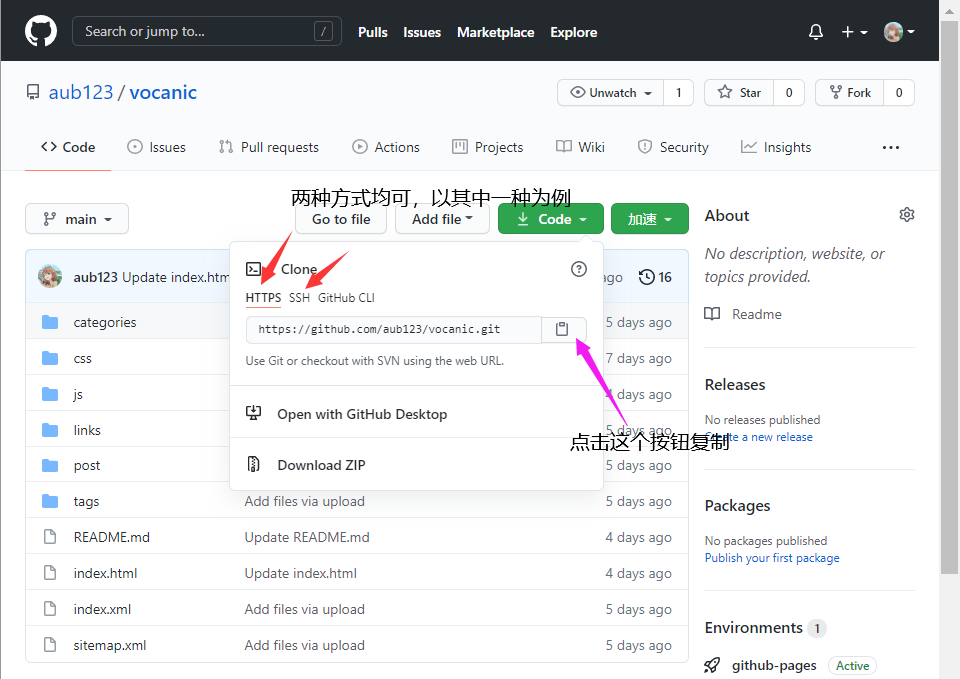 Search or jump to... /
Pulls Issues Marketplace Explore
aub123 / vocanic
Unwatch 1 Star 0 Fork 0
Code Issues Pull requests Actions Projects Wiki Security Insights
两种方式均可，以其中一种为例
main Go to file Add file Code 加速
aub123 Update index.htm ago 16
Clone
HTTPS SSH GitHub CLI
https://github.com/aub123/vocanic.git
Use Git or checkout with SVN using the web URL.
Open with GitHub Desktop
点击这个按钮复制
Download ZIP
categories 5 days ago
css 7 days ago
js 4 days ago
links 5 days ago
post 5 days ago
tags Add files via upload 5 days ago
README.md Update README.md 4 days ago
index.html Update index.html 4 days ago
index.xml Add files via upload 5 days ago
sitemap.xml Add files via upload 5 days ago
About
No description, website, or
topics provided.
Readme
Releases
No releases published
Create a new release
Packages
No packages published
Publish your first package
Environments 1
github-pages Active